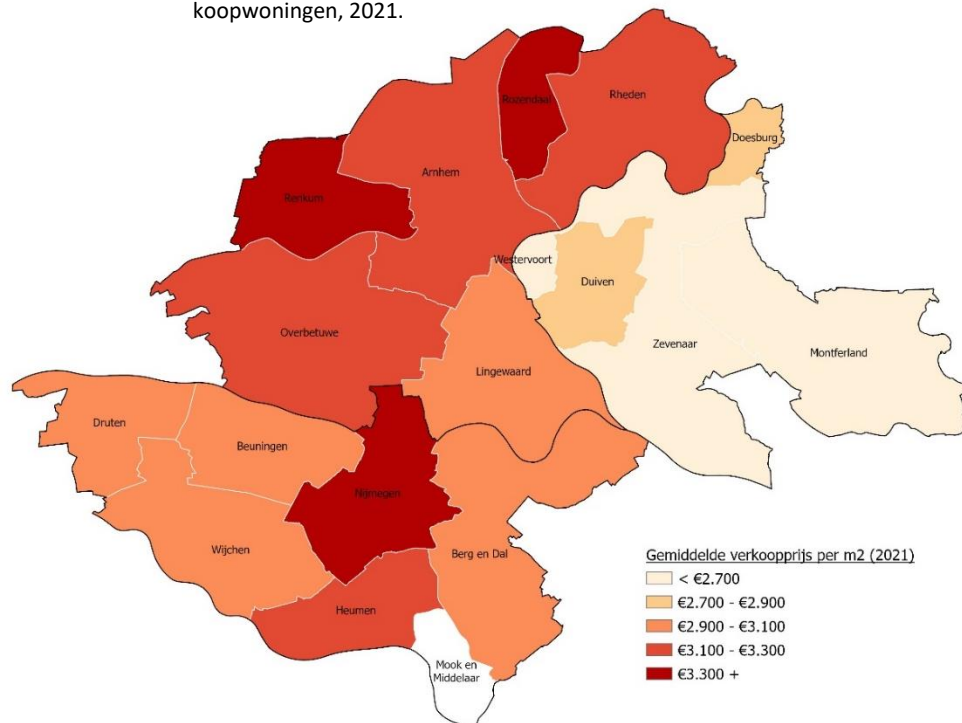 koopwoningen, 2021.
Rozendaal
Rheden
Doesburg
Arnhem
Renkum
Westervoort
Duiven
Overbetuwe
Zevenaar
Montferland
Lingewaard
Druten
Beuningen
Nijmegen
Wijchen
Berg en Dal
Heumen
Mook en
Middelaar
Gemiddelde verkoopprijs per m2 (2021)
< €2.700
€2.700 - €2.900
€2.900 - €3.100
€3.100 - €3.300
€3.300 +